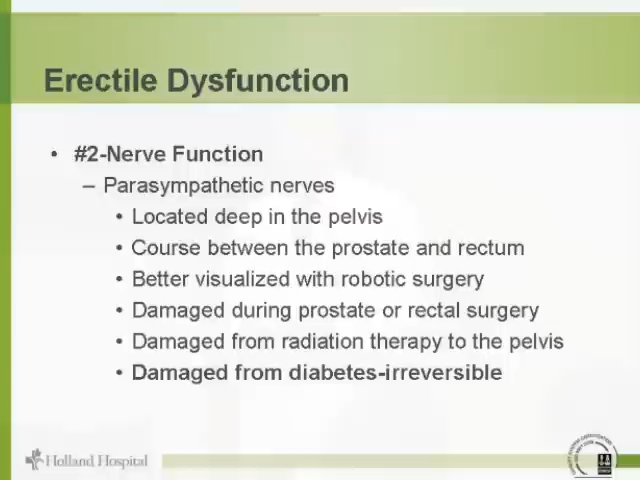 Erectile Dysfunction
• #2-Nerve Function
– Parasympathetic nerves
• Located deep in the pelvis
• Course between the prostate and rectum
• Better visualized with robotic surgery
• Damaged during prostate or rectal surgery
• Damaged from radiation therapy to the pelvis
• Damaged from diabetes-irreversible
Holland Hospital